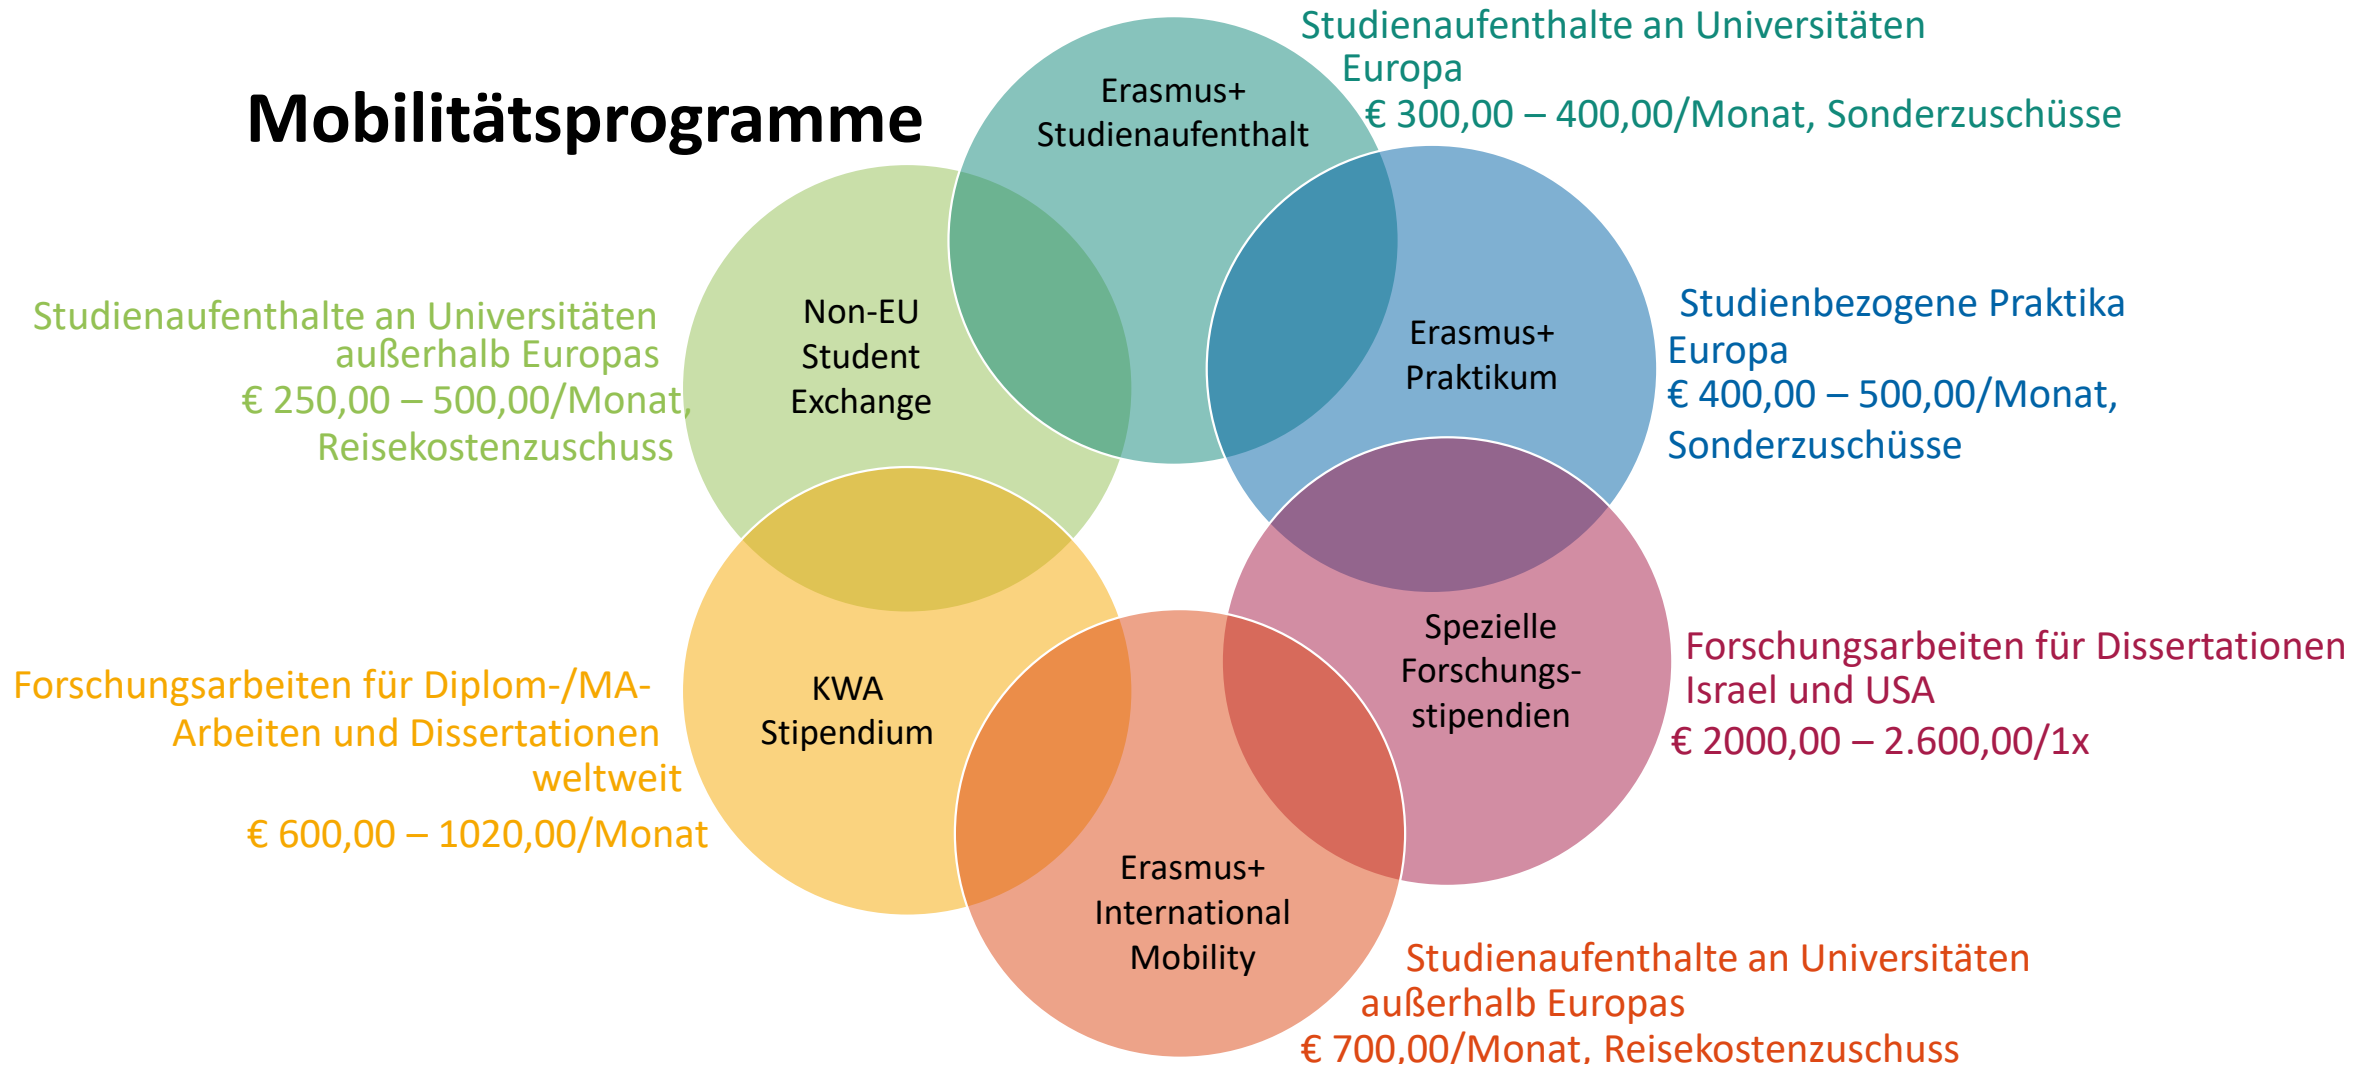 Mobilitätsprogramme
Erasmus+
Studienaufenthalt
Studienaufenthalte an Universitäten
Europa
€ 300,00 – 400,00/Monat, Sonderzuschüsse
Erasmus+
Praktikum
Studienbezogene Praktika
Europa
€ 400,00 – 500,00/Monat,
Sonderzuschüsse
Spezielle
Forschungs-
stipendien
Forschungsarbeiten für Dissertationen
Israel und USA
€ 2000,00 – 2.600,00/1x
Erasmus+
International
Mobility
Studienaufenthalte an Universitäten
außerhalb Europas
€ 700,00/Monat, Reisekostenzuschuss
KWA
Stipendium
Forschungsarbeiten für Diplom-/MA-
Arbeiten und Dissertationen
weltweit
€ 600,00 – 1020,00/Monat
Non-EU
Student
Exchange
Studienaufenthalte an Universitäten
außerhalb Europas
€ 250,00 – 500,00/Monat,
Reisekostenzuschuss